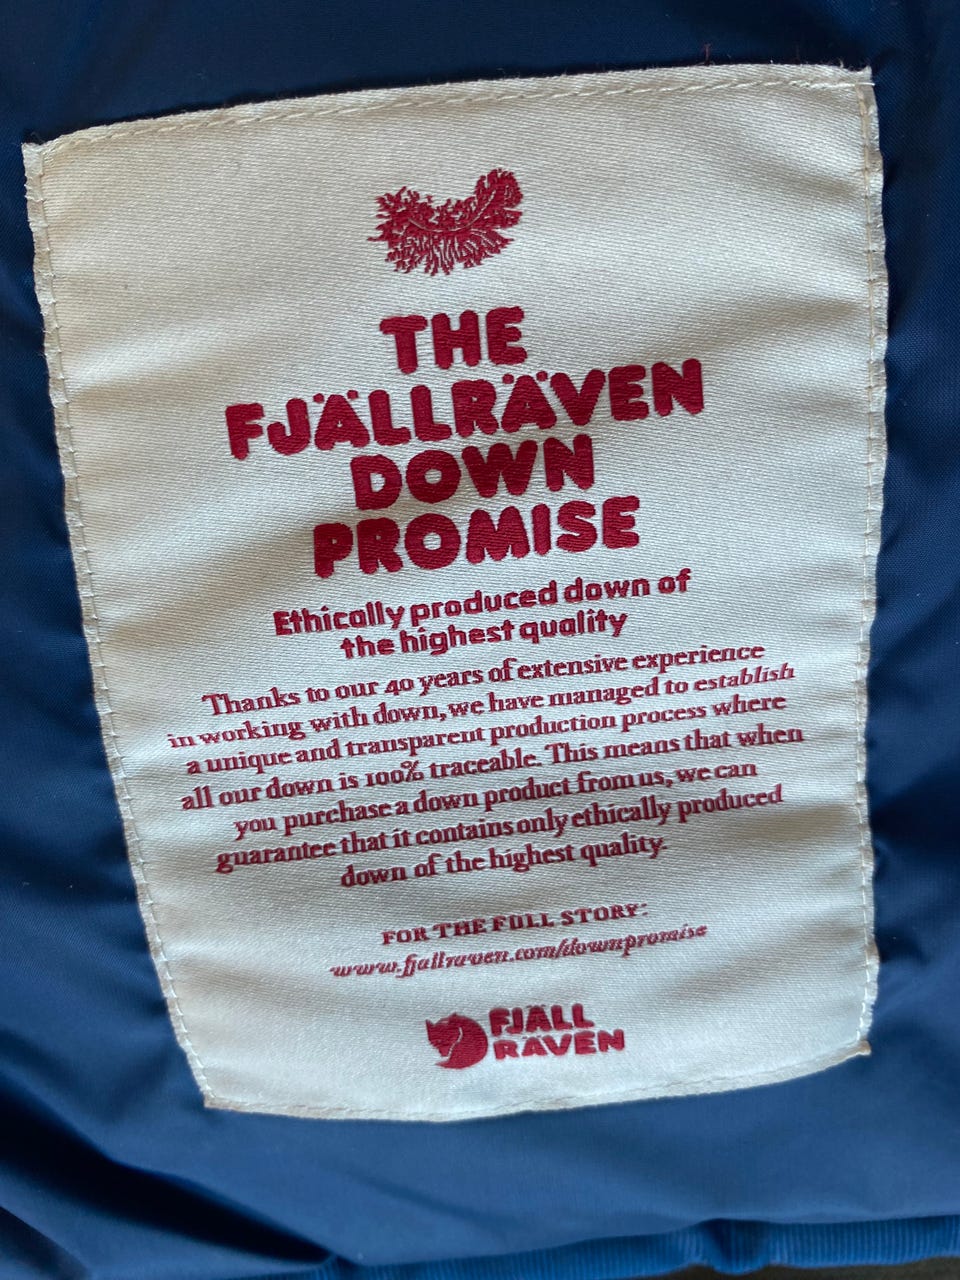 THE
FJÄLLRÄVEN
DOWN
PROMISE
Ethically produced down of
the highest quality
Thanks to our 40 years of extensive experience
in working with down, we have managed to establish
a unique and transparent production process where
all our down is 100% traceable. This means that when
you purchase a down product from us, we can
guarantee that it contains only ethically produced
down of the highest quality.
FOR THE FULL STORY:
www.fjallraven.com/downpromise
FJÄLL
RÄVEN